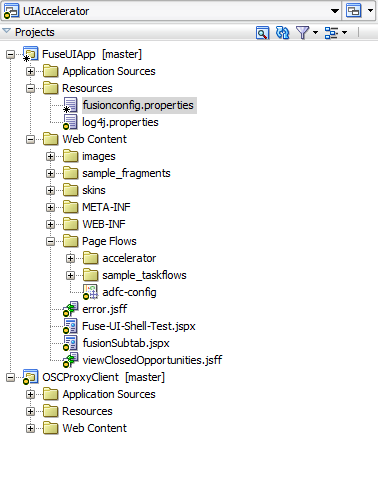 UIAccelerator
Projects
FuseUIApp [master]
Application Sources
Resources
fusionconfig.properties
log4j.properties
Web Content
images
sample_fragments
skins
META-INF
WEB-INF
Page Flows
accelerator
sample_taskflows
adfc-config
error.jsff
Fuse-UI-Shell-Test.jspx
fusionSubtab.jspx
viewClosedOpportunities.jsff
OSCProxyClient [master]
Application Sources
Resources
Web Content